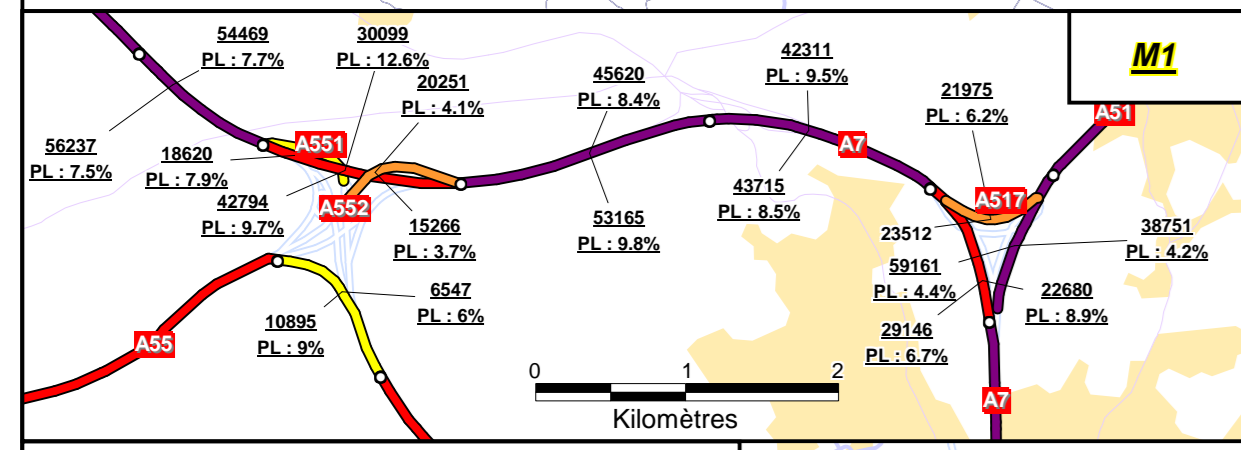 M1
54469
PL : 7.7%
30099
PL : 12.6%
20251
PL : 4.1%
45620
PL : 8.4%
42311
PL : 9.5%
21975
PL : 6.2%
A51
56237
PL : 7.5%
18620
PL : 7.9%
A551
A7
42794
PL : 9.7%
A552
15266
PL : 3.7%
53165
PL : 9.8%
43715
PL : 8.5%
A517
23512
38751
PL : 4.2%
59161
PL : 4.4%
22680
PL : 8.9%
29146
PL : 6.7%
6547
PL : 6%
10895
PL : 9%
A55
A7
0 1 2
Kilomètres